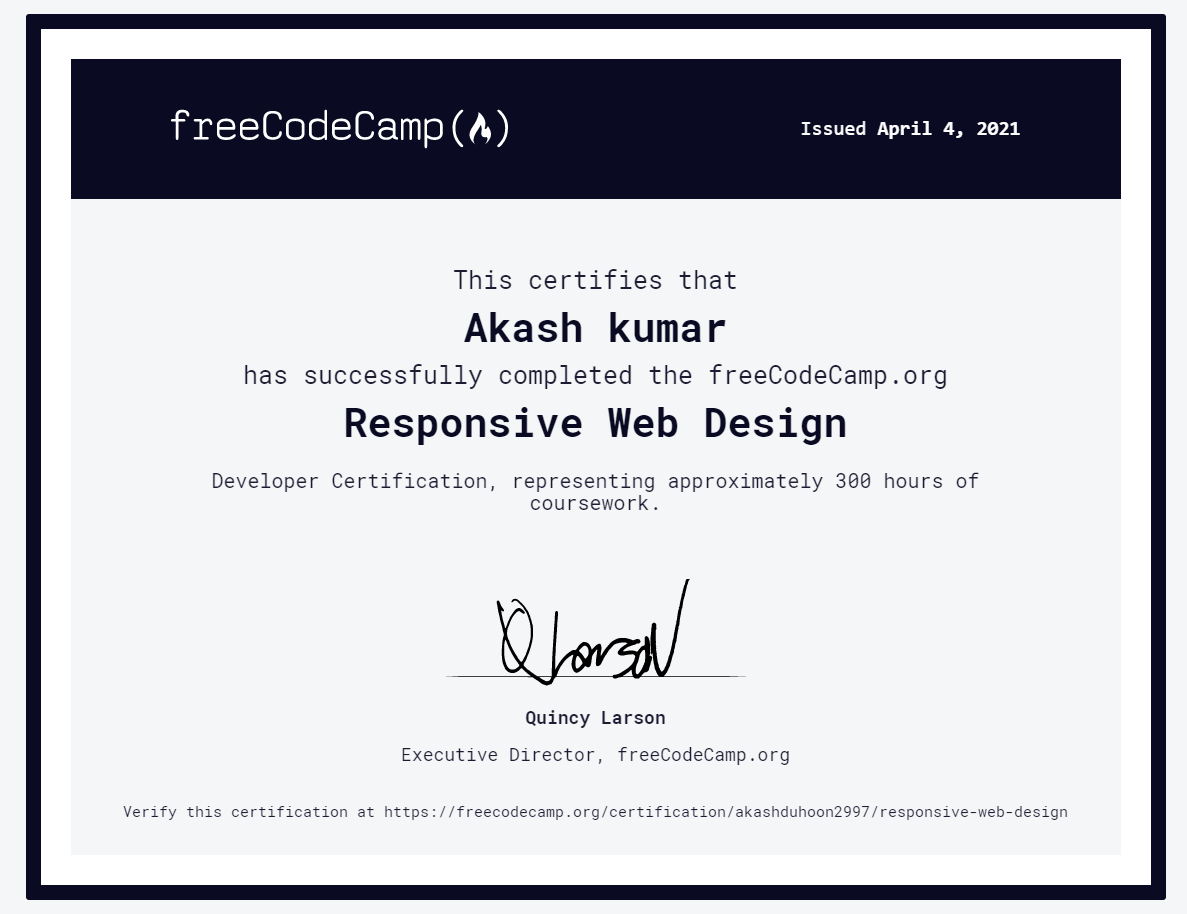 freeCodeCamp(🔥)
Issued April 4, 2021
This certifies that
Akash kumar
has successfully completed the freeCodeCamp.org
Responsive Web Design
Developer Certification, representing approximately 300 hours of
coursework.
Q Larson
Quincy Larson
Executive Director, freeCodeCamp.org
Verify this certification at https://freecodecamp.org/certification/akashduhoon2997/responsive-web-design